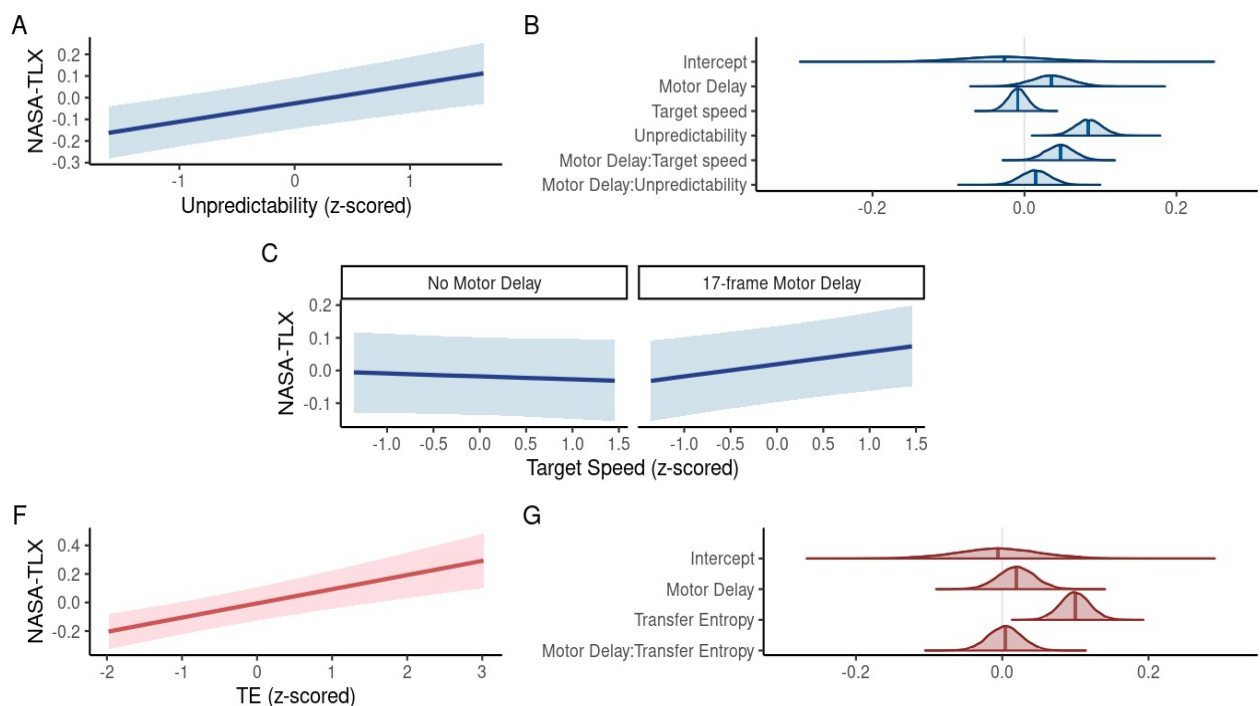 A
NASA-TLX
0.2
0.1
0.0
-0.1
-0.2
-0.3
-1 0 1
Unpredictability (z-scored)
B
Intercept
Motor Delay
Target speed
Unpredictability
Motor Delay:Target speed
Motor Delay:Unpredictability
-0.2 0.0 0.2
C
No Motor Delay 17-frame Motor Delay
NASA-TLX
0.2
0.1
0.0
-0.1
-1.0 -0.5 0.0 0.5 1.0 1.5 -1.0 -0.5 0.0 0.5 1.0 1.5
Target Speed (z-scored)
F
NASA-TLX
0.4
0.2
0.0
-0.2
-2 -1 0 1 2 3
TE (z-scored)
G
Intercept
Motor Delay
Transfer Entropy
Motor Delay:Transfer Entropy
-0.2 0.0 0.2